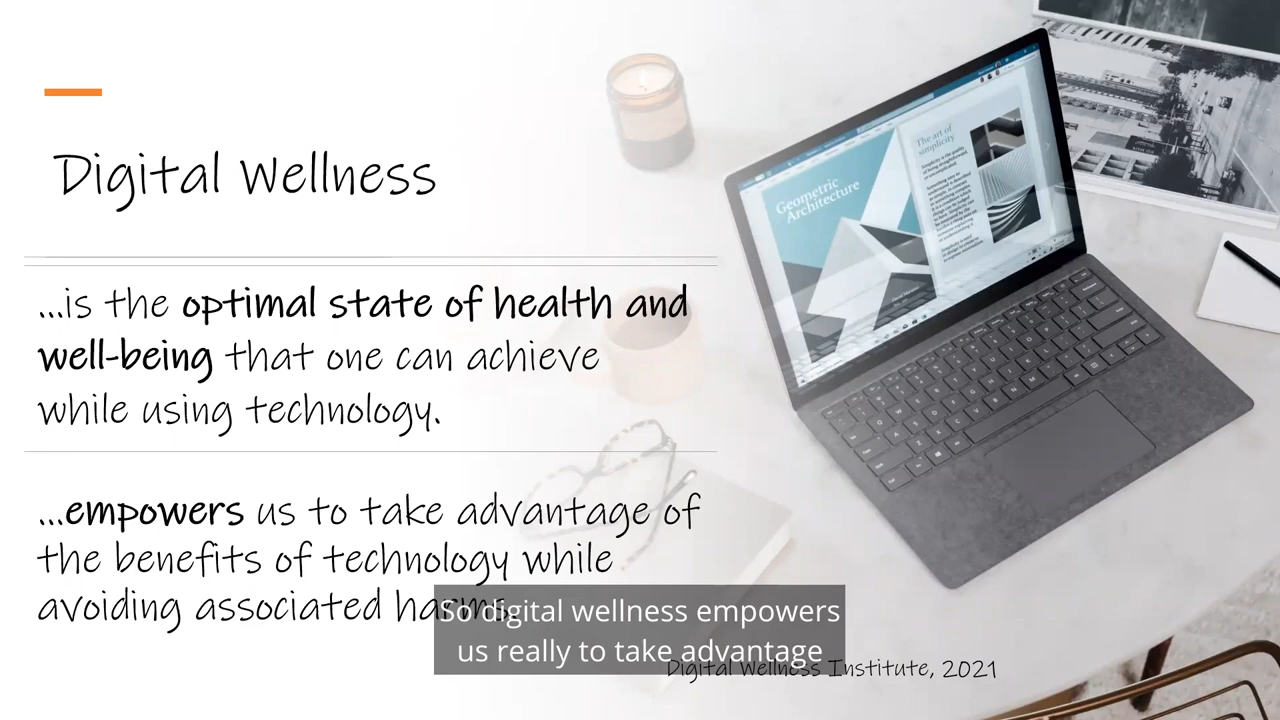 Digital Wellness
...is the optimal state of health and
well-being that one can achieve
while using technology.
...empowers us to take advantage of
the benefits of technology while
avoiding associated harms.
So digital wellness empowers
us really to take advantage
Digital Wellness Institute, 2021
Geometric
Architecture
The art of
simplicity